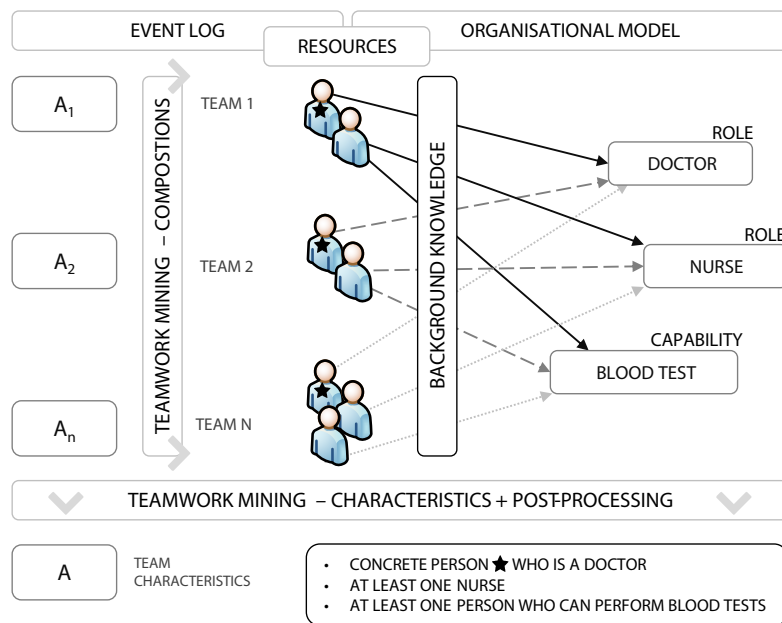 EVENT LOG
ORGANISATIONAL MODEL
RESOURCES
A1
TEAMWORK MINING – COMPOSTIONS
TEAM 1
BACKGROUND KNOWLEDGE
ROLE
DOCTOR
A2
TEAM 2
ROLE
NURSE
CAPABILITY
BLOOD TEST
An
TEAM N
TEAMWORK MINING – CHARACTERISTICS + POST-PROCESSING
A
TEAM
CHARACTERISTICS
• CONCRETE PERSON ★ WHO IS A DOCTOR
• AT LEAST ONE NURSE
• AT LEAST ONE PERSON WHO CAN PERFORM BLOOD TESTS